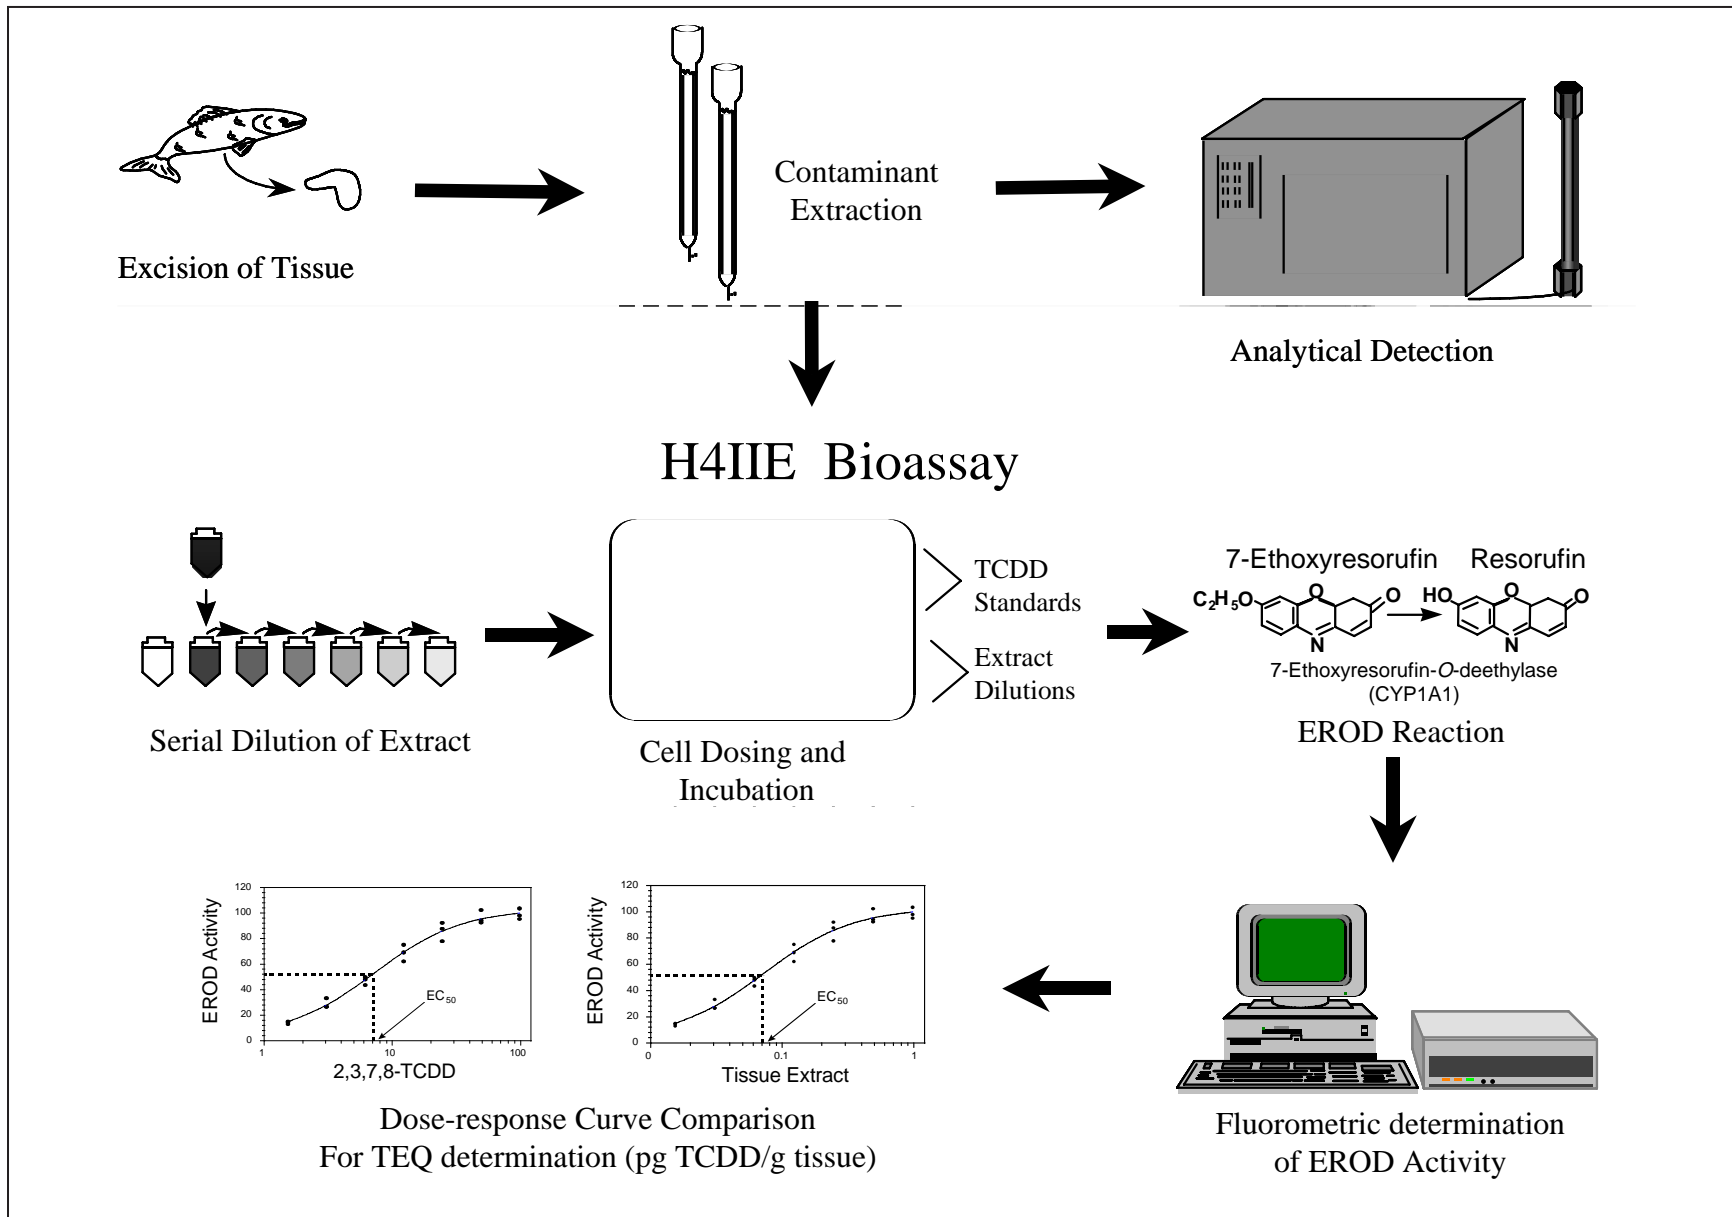 Contaminant
Extraction
Excision of Tissue
Analytical Detection
H4IIE Bioassay
TCDD
Standards
Extract
Dilutions
7-Ethoxyresorufin
Resorufin
C₂H₅O
O
O
N
HO
O
O
N
7-Ethoxyresorufin-O-deethylase
(CYP1A1)
EROD Reaction
Serial Dilution of Extract
Cell Dosing and
Incubation
EROD Activity
120
100
80
60
40
20
0
1
10
100
EC₅₀
2,3,7,8-TCDD
EROD Activity
120
100
80
60
40
20
0
0
0.1
1
EC₅₀
Tissue Extract
Dose-response Curve Comparison
For TEQ determination (pg TCDD/g tissue)
Fluorometric determination
of EROD Activity